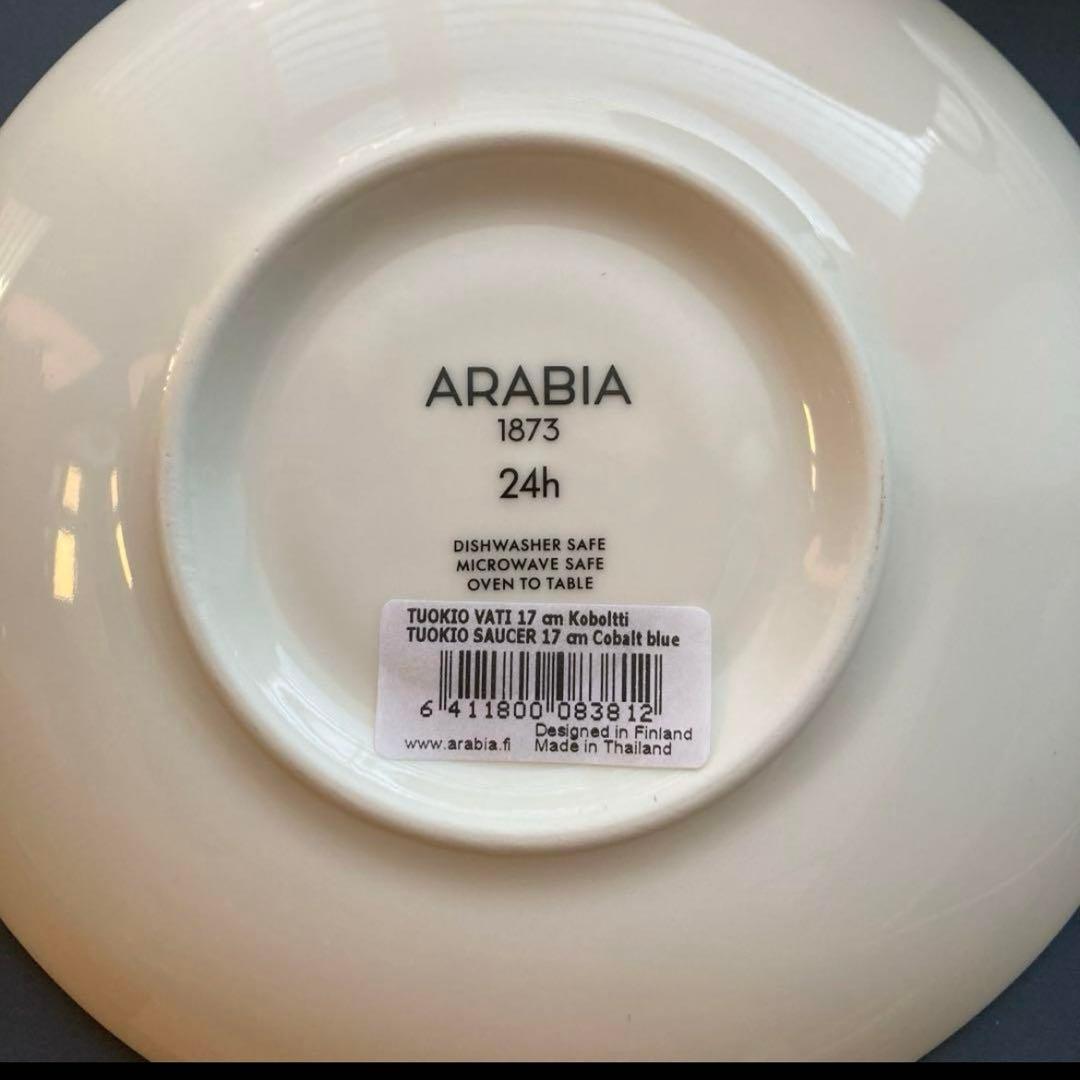 ARABIA
1873
24h
DISHWASHER SAFE
MICROWAVE SAFE
OVEN TO TABLE
TUOKIO VATI 17 cm Koboltti
TUOKIO SAUCER 17 cm Cobalt blue
6 411800 083812
Designed in Finland
www.arabia.fi Made in Thailand